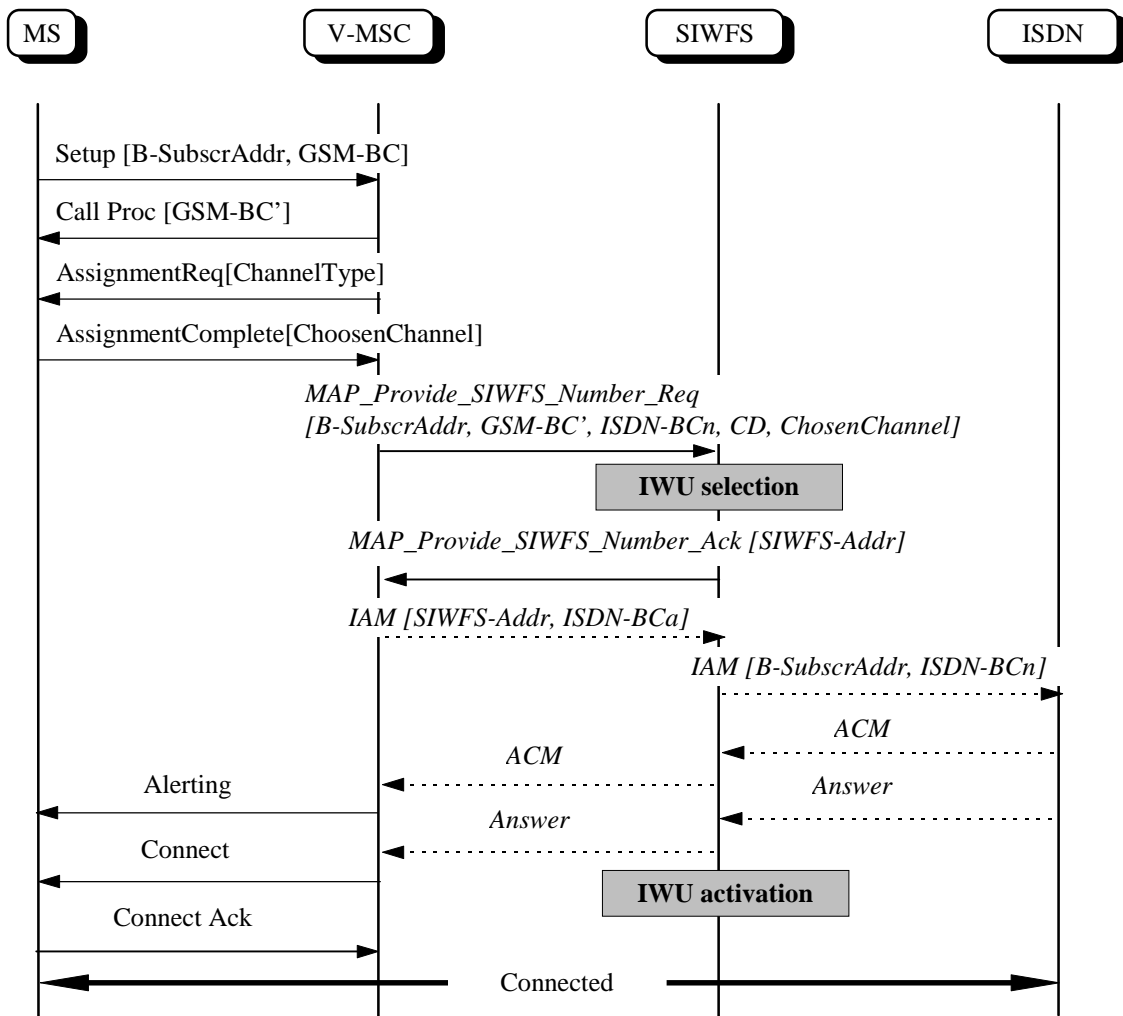 MS
V-MSC
SIWFS
ISDN
Setup [B-SubscrAddr, GSM-BC]
Call Proc [GSM-BC’]
AssignmentReq[ChannelType]
AssignmentComplete[ChoosenChannel]
MAP_Provide_SIWFS_Number_Req
[B-SubscrAddr, GSM-BC’, ISDN-BCn, CD, ChosenChannel]
IWU selection
MAP_Provide_SIWFS_Number_Ack [SIWFS-Addr]
IAM [SIWFS-Addr, ISDN-BCa]
IAM [B-SubscrAddr, ISDN-BCn]
ACM
ACM
Alerting
Answer
Answer
Connect
IWU activation
Connect Ack
Connected